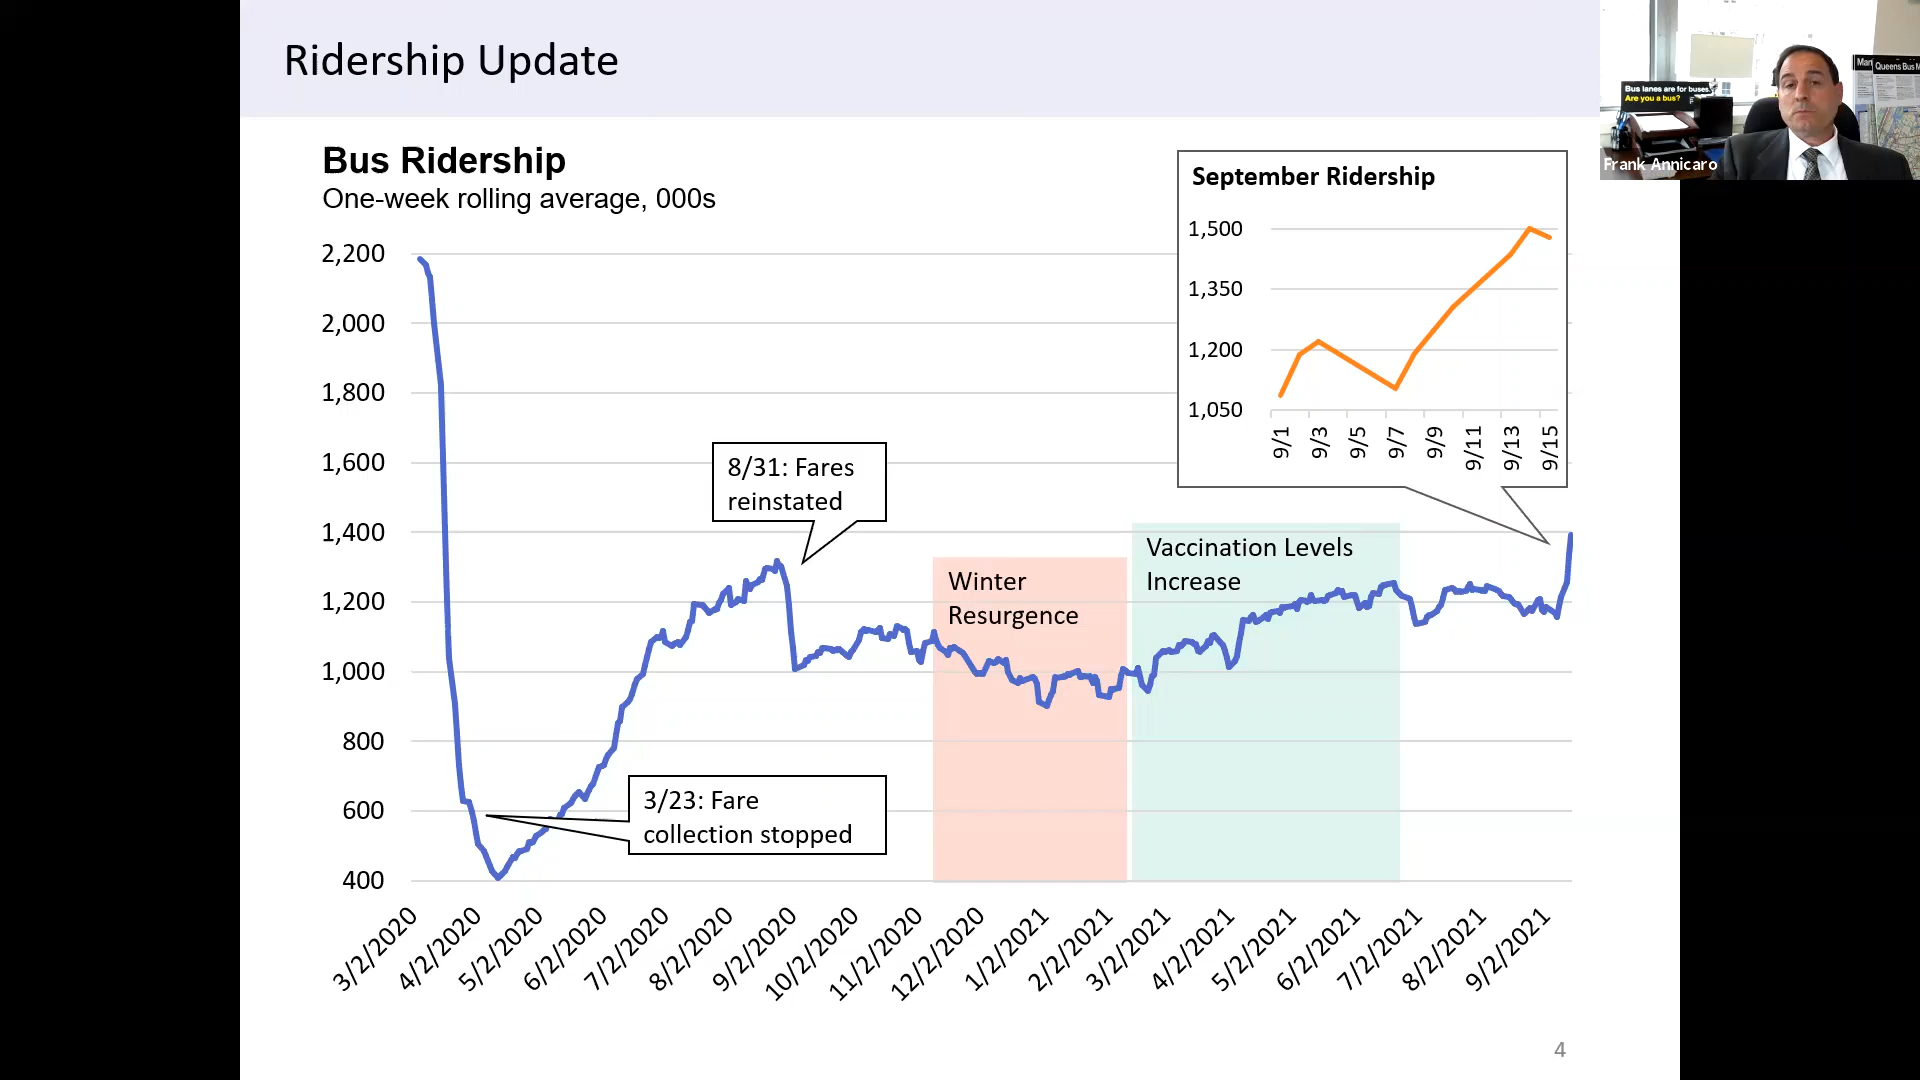 Ridership Update
Bus Ridership
One-week rolling average, 000s
2,200
2,000
1,800
1,600
1,400
1,200
1,000
800
600
400
3/2/2020
4/2/2020
5/2/2020
6/2/2020
7/2/2020
8/2/2020
9/2/2020
10/2/2020
11/2/2020
12/2/2020
1/2/2021
2/2/2021
3/2/2021
4/2/2021
5/2/2021
6/2/2021
7/2/2021
8/2/2021
9/2/2021
8/31: Fares
reinstated
3/23: Fare
collection stopped
Winter
Resurgence
Vaccination Levels
Increase
September Ridership
1,500
1,350
1,200
1,050
9/1
9/3
9/5
9/7
9/9
9/11
9/13
9/15
4
Bus lanes are for buses.
Are you a bus?
Queens Bus M
Frank Annicaro